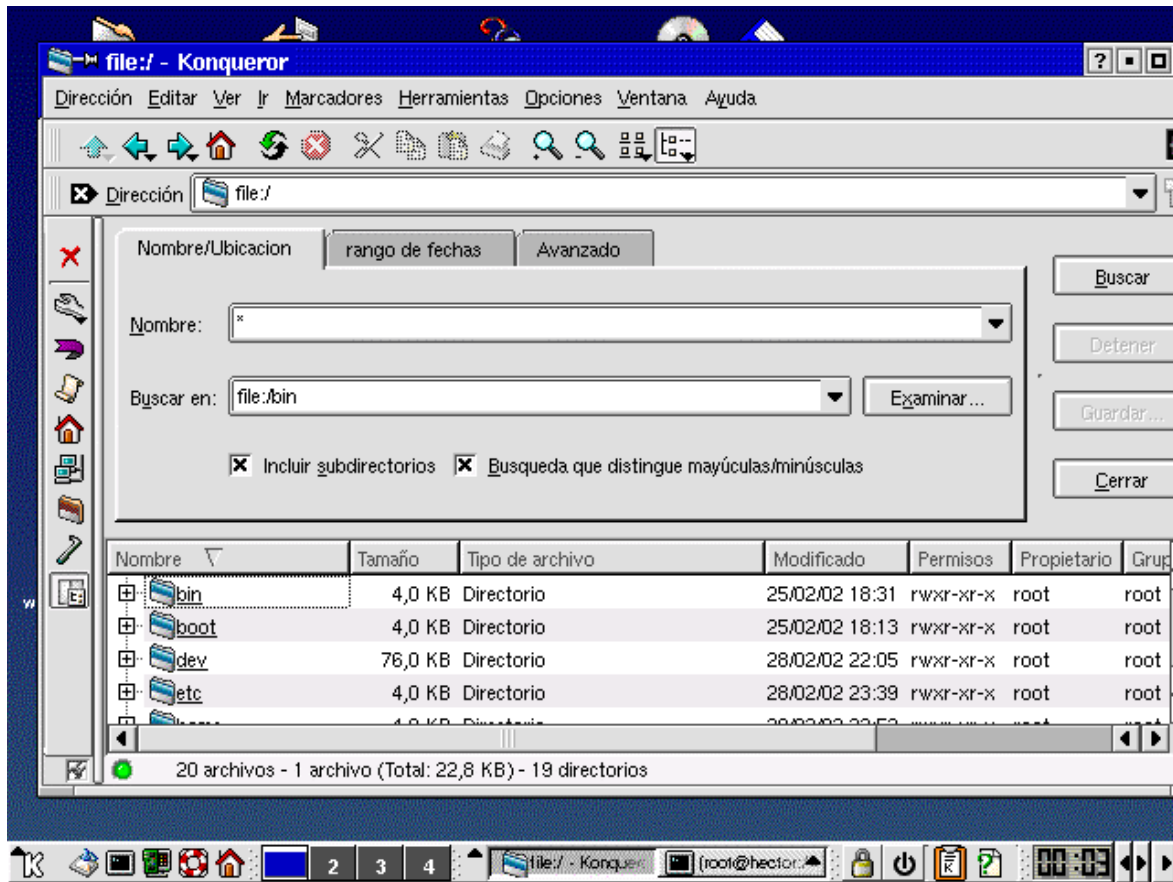 file:/ - Konqueror
Dirección Editar Ver Ir Marcadores Herramientas Opciones Ventana Ayuda
Dirección file:/
Nombre/Ubicacion rango de fechas Avanzado
Buscar
Nombre: *
Detener
Buscar en: file:/bin Examinar...
Guardar...
Incluir subdirectorios Busqueda que distingue mayúculas/minúsculas
Cerrar
Nombre Tamaño Tipo de archivo Modificado Permisos Propietario Grup
bin 4,0 KB Directorio 25/02/02 18:31 rwxr-xr-x root root
boot 4,0 KB Directorio 25/02/02 18:13 rwxr-xr-x root root
dev 76,0 KB Directorio 28/02/02 22:05 rwxr-xr-x root root
etc 4,0 KB Directorio 28/02/02 23:39 rwxr-xr-x root root
w
20 archivos - 1 archivo (Total: 22,8 KB) - 19 directorios
2 3 4 file:/ - Konquer (root@hector: 00:03